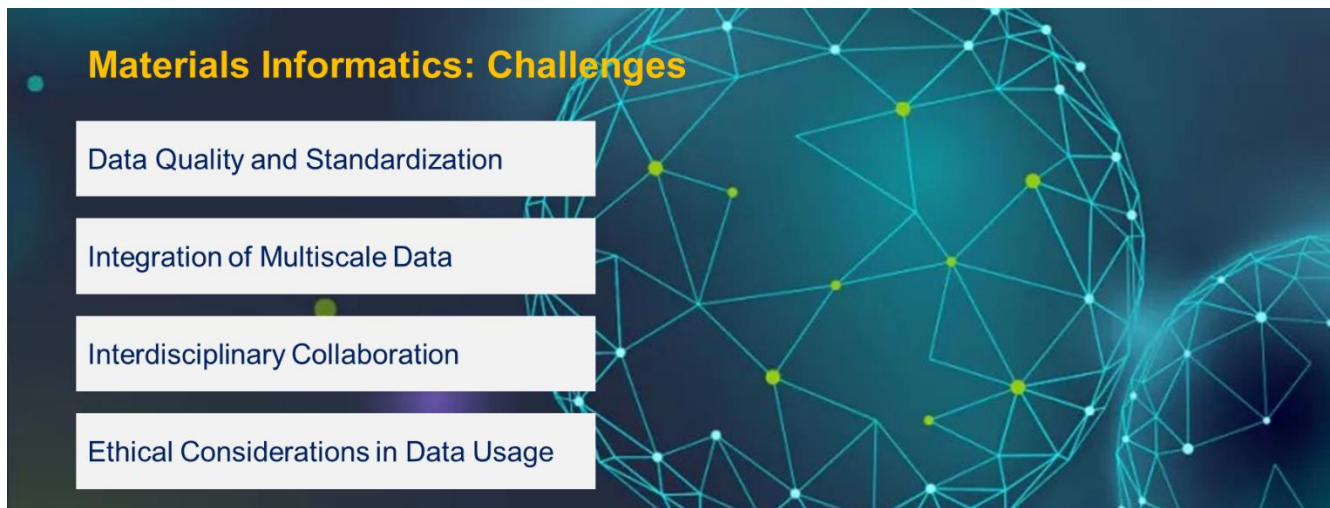 Materials Informatics: Challenges
Data Quality and Standardization
Integration of Multiscale Data
Interdisciplinary Collaboration
Ethical Considerations in Data Usage